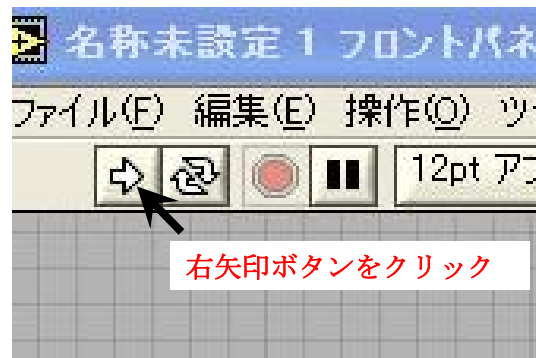 名称未設定 1 フロントパネ
ファイル(F) 編集(E) 操作(O) ツ
12pt ア
右矢印ボタンをクリック